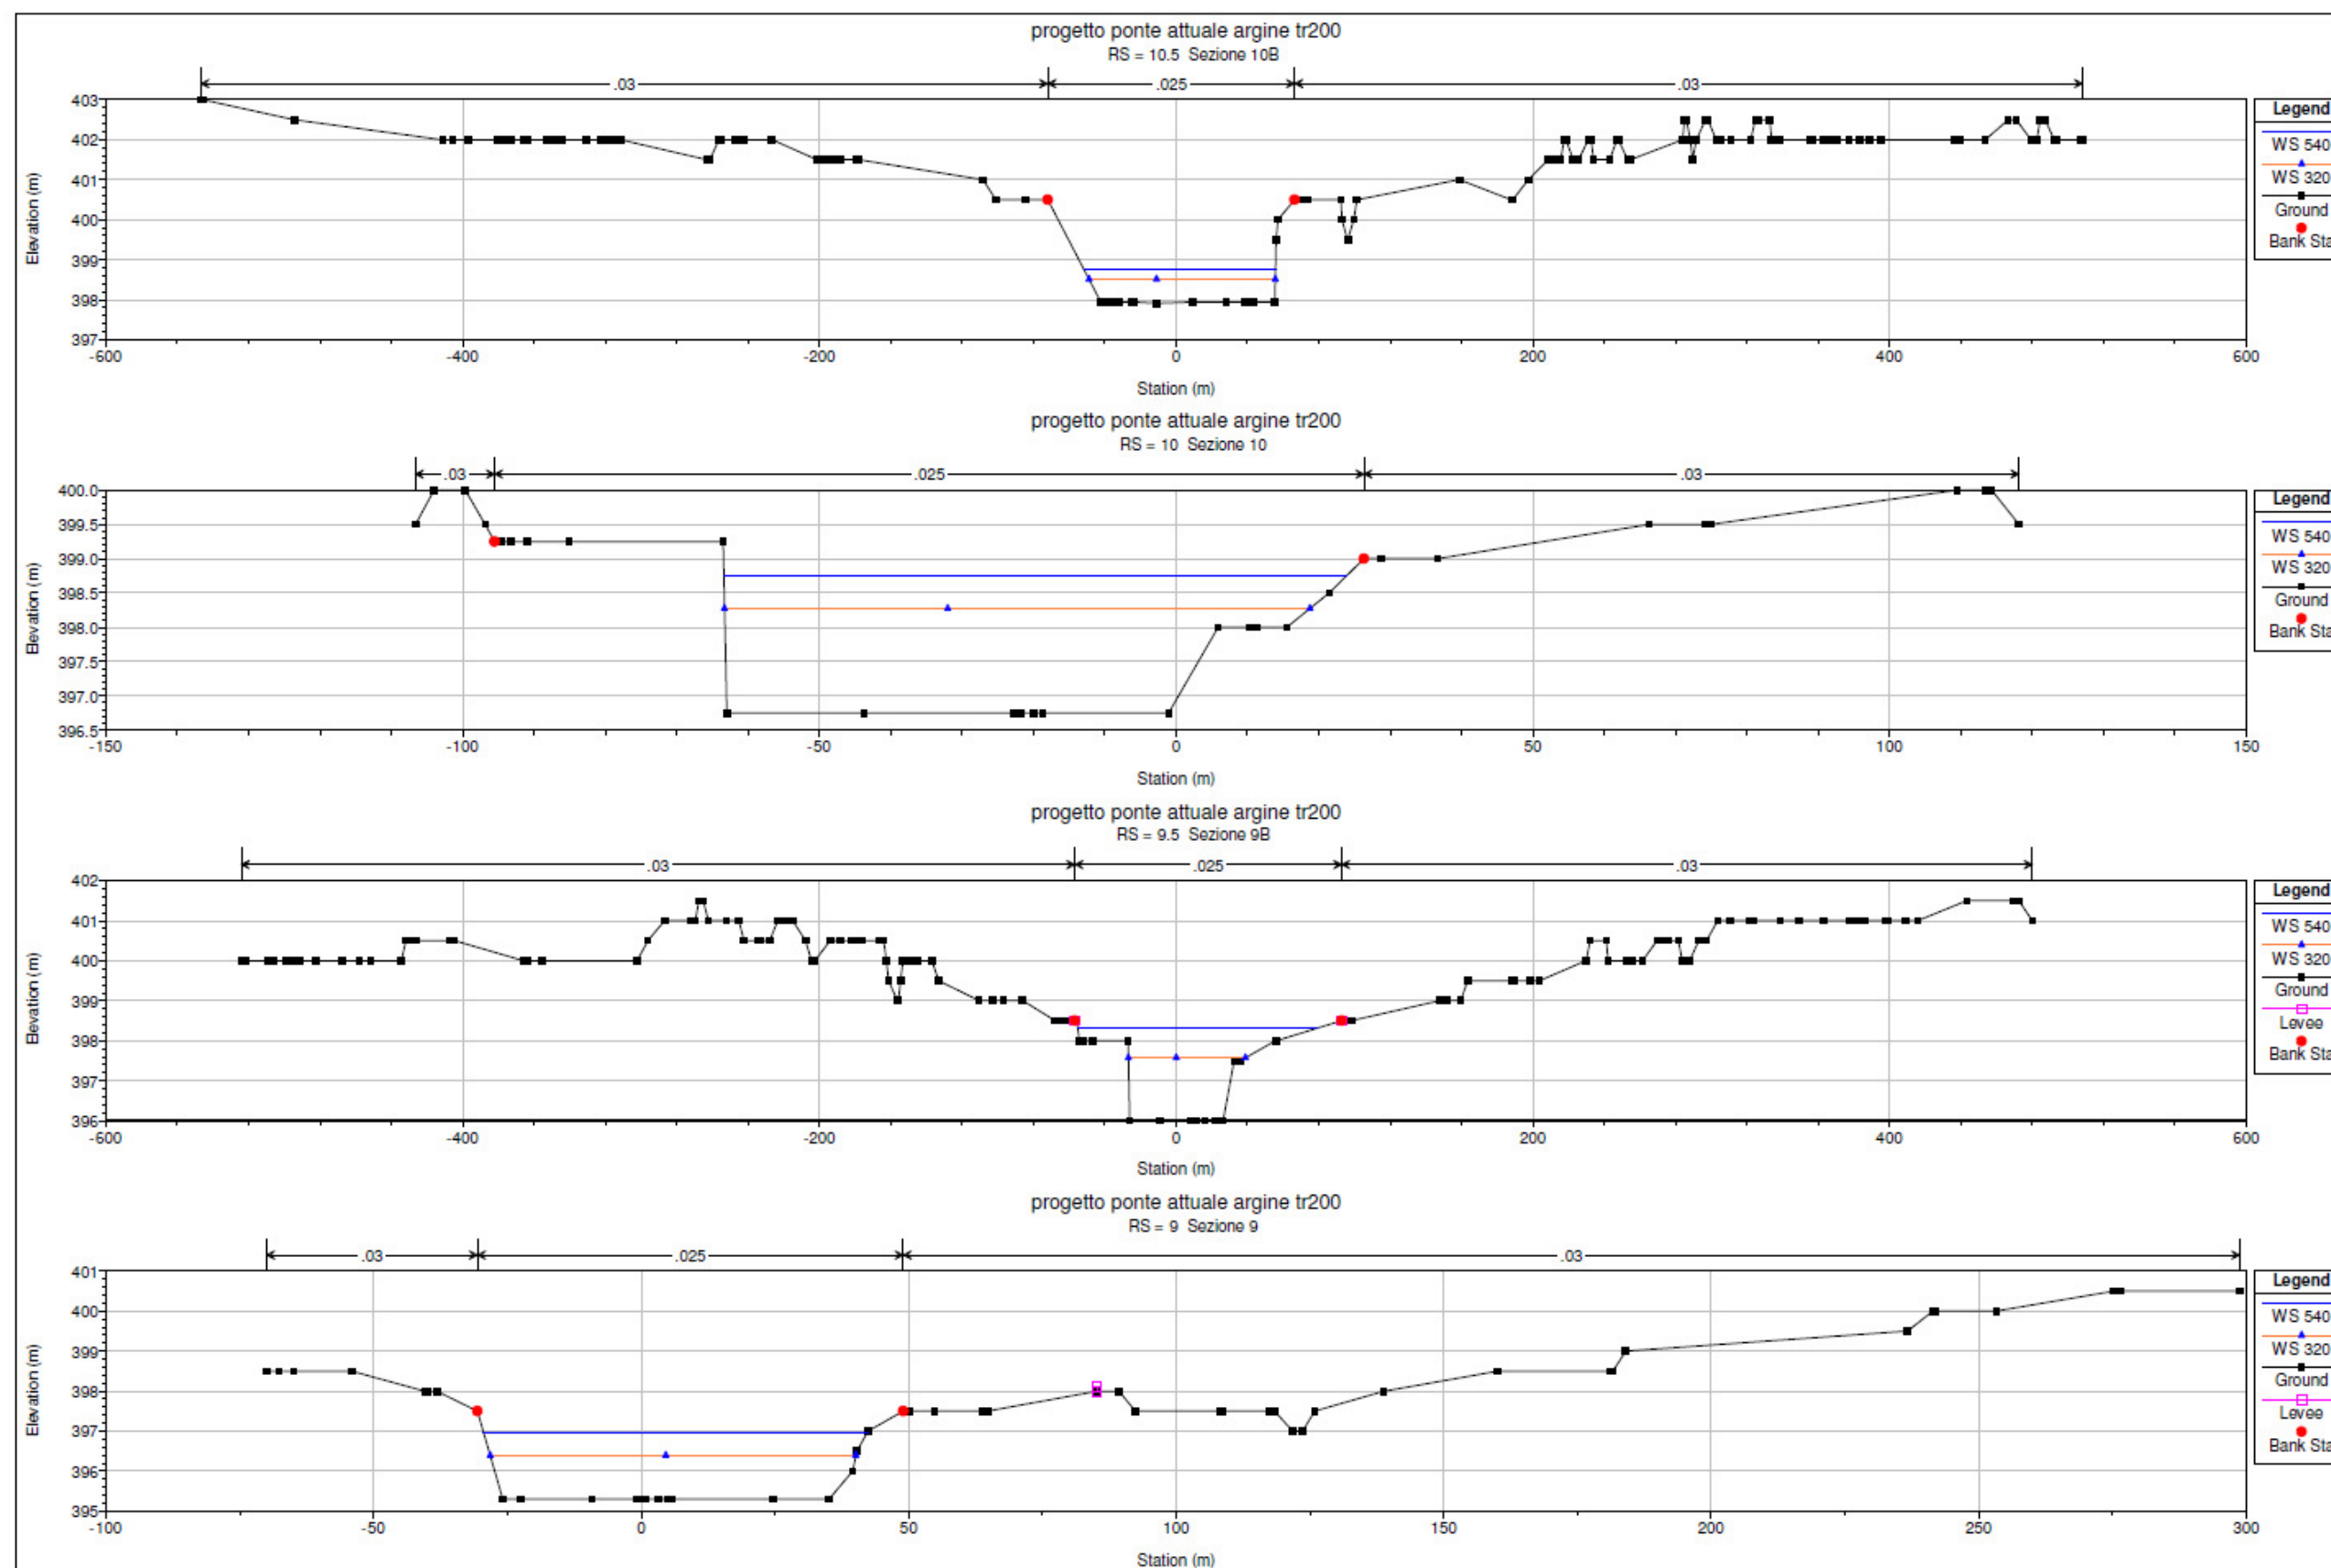 progetto ponte attuale argine tr200
RS = 10.5 Sezione 10B
.03 .025 .03
403
402
401
400
399
398
397
Elevation (m)
-600 -400 -200 0 200 400 600
Station (m)
Legend
WS 540
WS 320
Ground
Bank Sta
progetto ponte attuale argine tr200
RS = 10 Sezione 10
.03 .025 .03
400.0
399.5
399.0
398.5
398.0
397.5
397.0
396.5
Elevation (m)
-150 -100 -50 0 50 100 150
Station (m)
Legend
WS 540
WS 320
Ground
Bank Sta
progetto ponte attuale argine tr200
RS = 9.5 Sezione 9B
.03 .025 .03
402
401
400
399
398
397
396
Elevation (m)
-600 -400 -200 0 200 400 600
Station (m)
Legend
WS 540
WS 320
Ground
Levee
Bank Sta
progetto ponte attuale argine tr200
RS = 9 Sezione 9
.03 .025 .03
401
400
399
398
397
396
395
Elevation (m)
-100 -50 0 50 100 150 200 250 300
Station (m)
Legend
WS 540
WS 320
Ground
Levee
Bank Sta